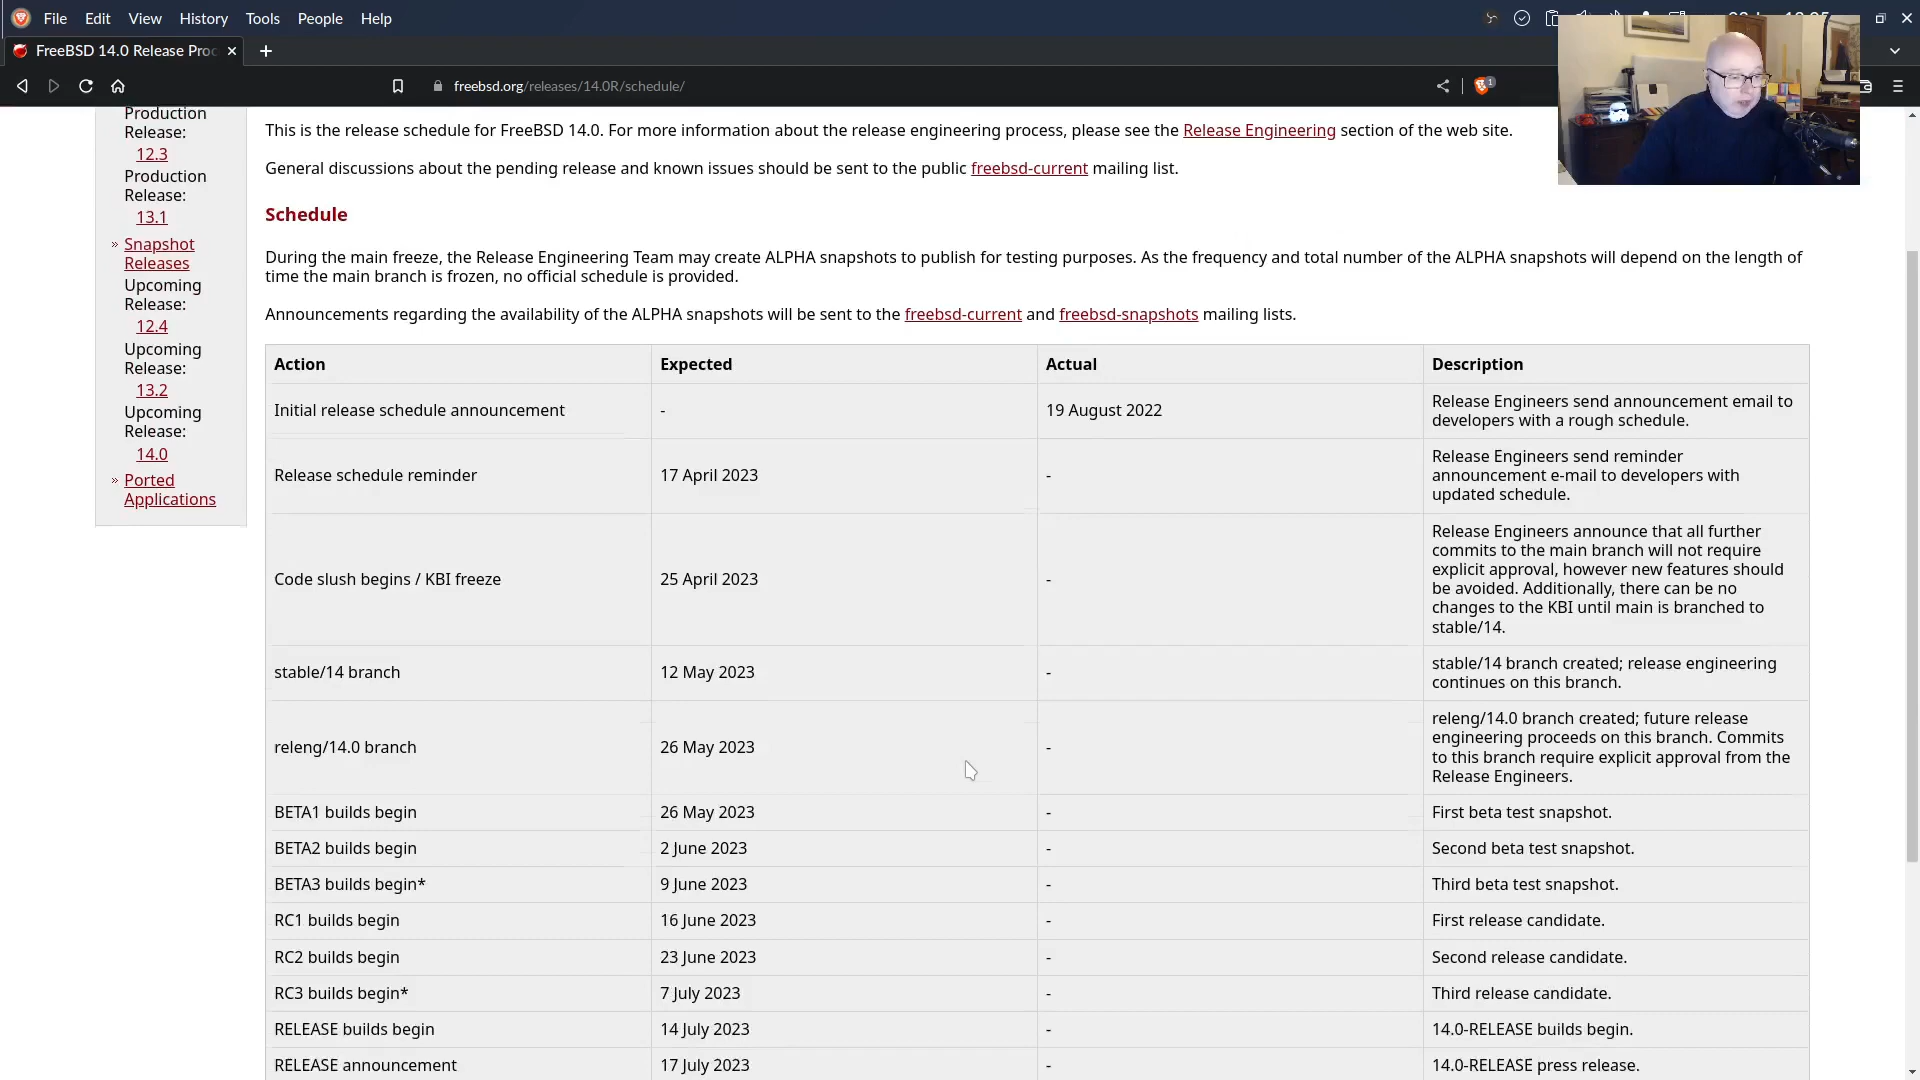 File Edit View History Tools People Help
FreeBSD 14.0 Release Proc
freebsd.org/releases/14.0R/schedule/
1
Production
Release:
12.3
Production
Release:
13.1
» Snapshot
Releases
Upcoming
Release:
12.4
Upcoming
Release:
13.2
Upcoming
Release:
14.0
» Ported
Applications
This is the release schedule for FreeBSD 14.0. For more information about the release engineering process, please see the Release Engineering section of the web site.
General discussions about the pending release and known issues should be sent to the public freebsd-current mailing list.
Schedule
During the main freeze, the Release Engineering Team may create ALPHA snapshots to publish for testing purposes. As the frequency and total number of the ALPHA snapshots will depend on the length of
time the main branch is frozen, no official schedule is provided.
Announcements regarding the availability of the ALPHA snapshots will be sent to the freebsd-current and freebsd-snapshots mailing lists.
Action Expected Actual Description
Initial release schedule announcement - 19 August 2022 Release Engineers send announcement email to
developers with a rough schedule.
Release schedule reminder 17 April 2023 - Release Engineers send reminder
announcement e-mail to developers with
updated schedule.
Code slush begins / KBI freeze 25 April 2023 - Release Engineers announce that all further
commits to the main branch will not require
explicit approval, however new features should
be avoided. Additionally, there can be no
changes to the KBI until main is branched to
stable/14.
stable/14 branch 12 May 2023 - stable/14 branch created; release engineering
continues on this branch.
releng/14.0 branch 26 May 2023 - releng/14.0 branch created; future release
engineering proceeds on this branch. Commits
to this branch require explicit approval from the
Release Engineers.
BETA1 builds begin 26 May 2023 - First beta test snapshot.
BETA2 builds begin 2 June 2023 - Second beta test snapshot.
BETA3 builds begin* 9 June 2023 - Third beta test snapshot.
RC1 builds begin 16 June 2023 - First release candidate.
RC2 builds begin 23 June 2023 - Second release candidate.
RC3 builds begin* 7 July 2023 - Third release candidate.
RELEASE builds begin 14 July 2023 - 14.0-RELEASE builds begin.
RELEASE announcement 17 July 2023 - 14.0-RELEASE press release.